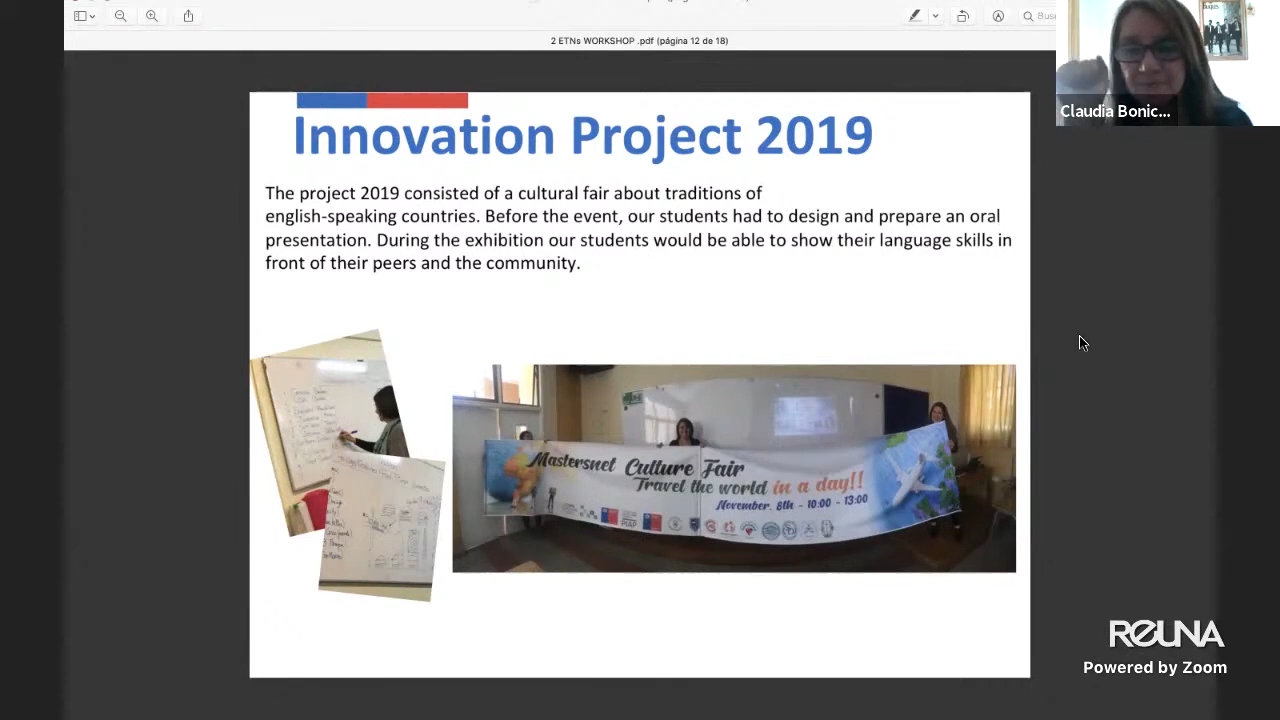 2 ETNs WORKSHOP .pdf (página 12 de 18)
Busc
Claudia Bonic...
Innovation Project 2019
The project 2019 consisted of a cultural fair about traditions of
english-speaking countries. Before the event, our students had to design and prepare an oral
presentation. During the exhibition our students would be able to show their language skills in
front of their peers and the community.
Mastersnet Culture Fair
Travel the world in a day!!
November. 8th - 10:00 - 13:00
REUNA
Powered by Zoom